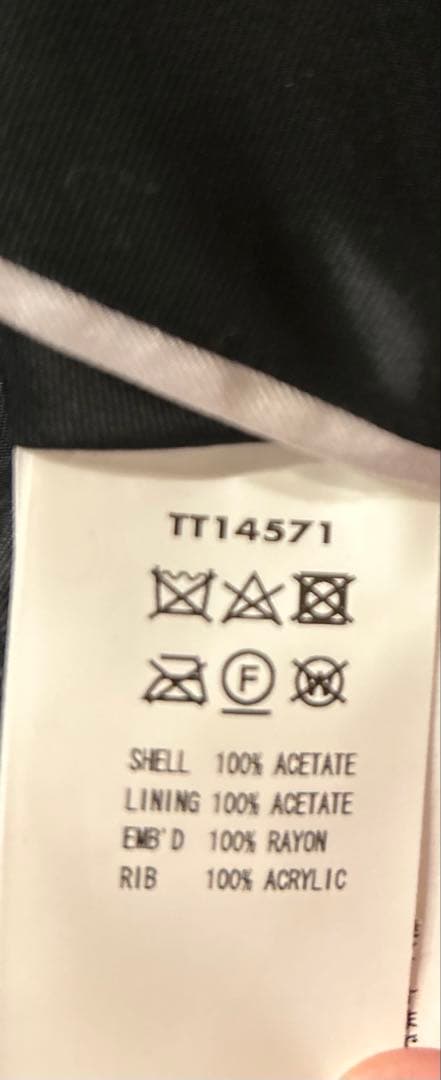 TT14571
F W
SHELL 100% ACETATE
LINING 100% ACETATE
EMB'D 100% RAYON
RIB 100% ACRYLIC